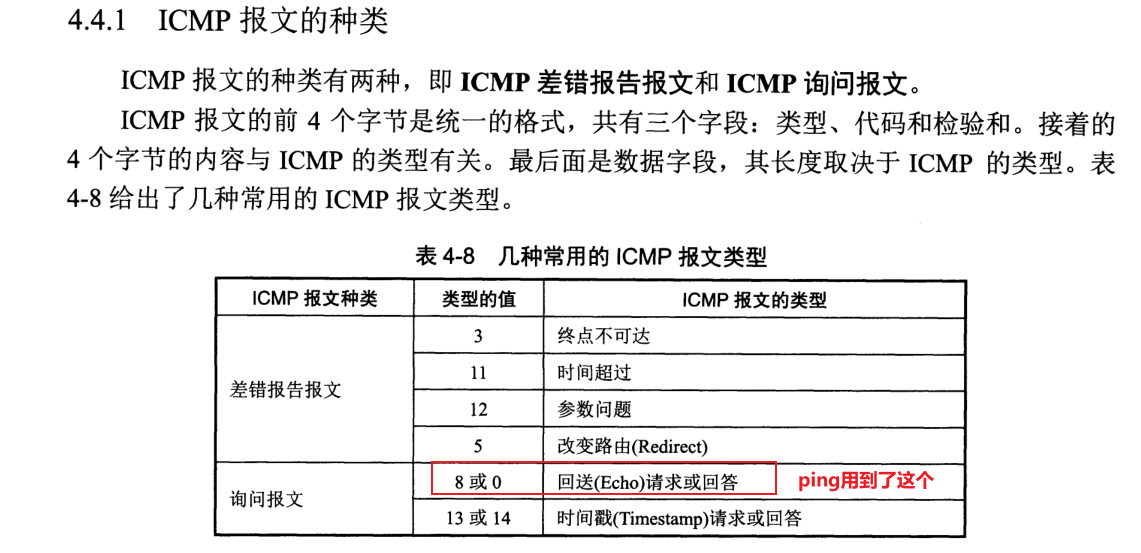 4.4.1 ICMP 报文的种类
ICMP 报文的种类有两种，即 ICMP 差错报告报文和 ICMP 询问报文。
ICMP 报文的前 4 个字节是统一的格式，共有三个字段：类型、代码和检验和。接着的
4 个字节的内容与 ICMP 的类型有关。最后面是数据字段，其长度取决于 ICMP 的类型。表
4-8 给出了几种常用的 ICMP 报文类型。
表 4-8 几种常用的 ICMP 报文类型
ICMP 报文种类 类型的值 ICMP 报文的类型
3 终点不可达
11 时间超过
差错报告报文
12 参数问题
5 改变路由(Redirect)
8 或 0 回送(Echo)请求或回答 ping用到了这个
询问报文
13 或 14 时间戳(Timestamp)请求或回答